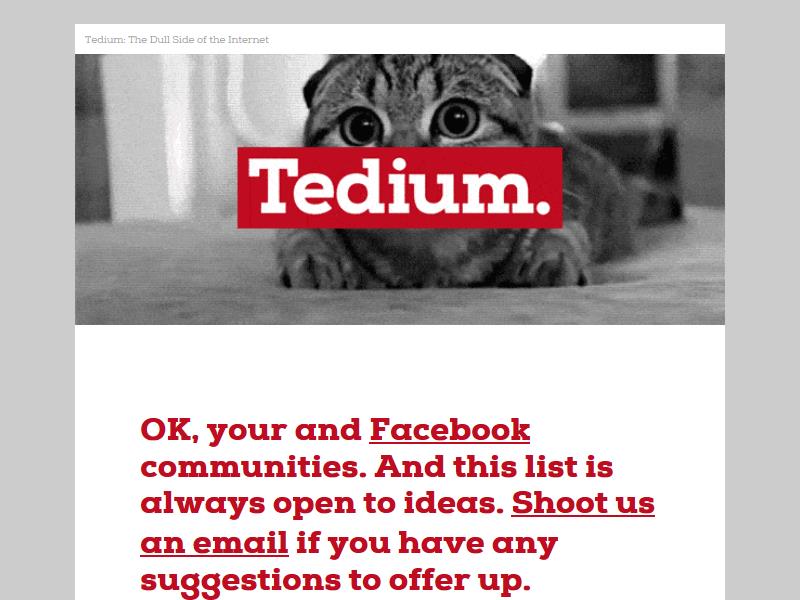 Tedium: The Dull Side of the Internet
Tedium.
OK, your and Facebook
communities. And this list is
always open to ideas. Shoot us
an email if you have any
suggestions to offer up.